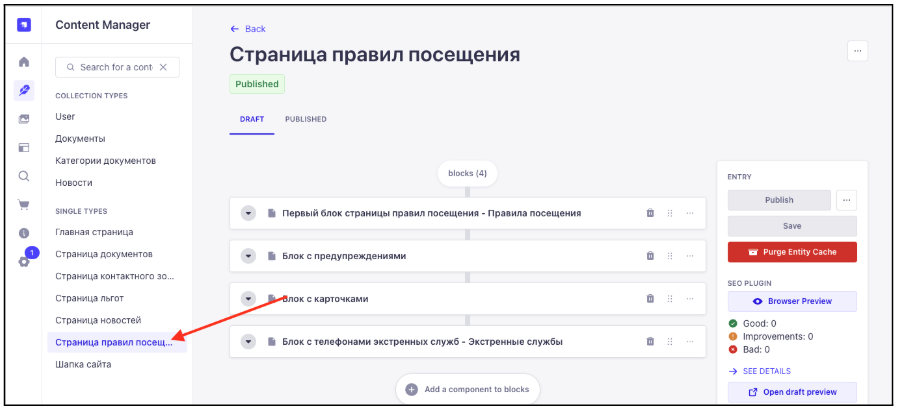 Content Manager
Search for a conte
COLLECTION TYPES
User
Документы
Категории документов
Новости
SINGLE TYPES
Главная страница
Страница документов
Страница контактного зо...
Страница льгот
Страница новостей
Страница правил посещ...
Шапка сайта
1
Back
Страница правил посещения
Published
DRAFT PUBLISHED
blocks (4)
Первый блок страницы правил посещения - Правила посещения
Блок с предупреждениями
Блок с карточками
Блок с телефонами экстренных служб - Экстренные службы
Add a component to blocks
ENTRY
Publish
Save
Purge Entity Cache
SEO PLUGIN
Browser Preview
Good: 0
Improvements: 0
Bad: 0
SEE DETAILS
Open draft preview